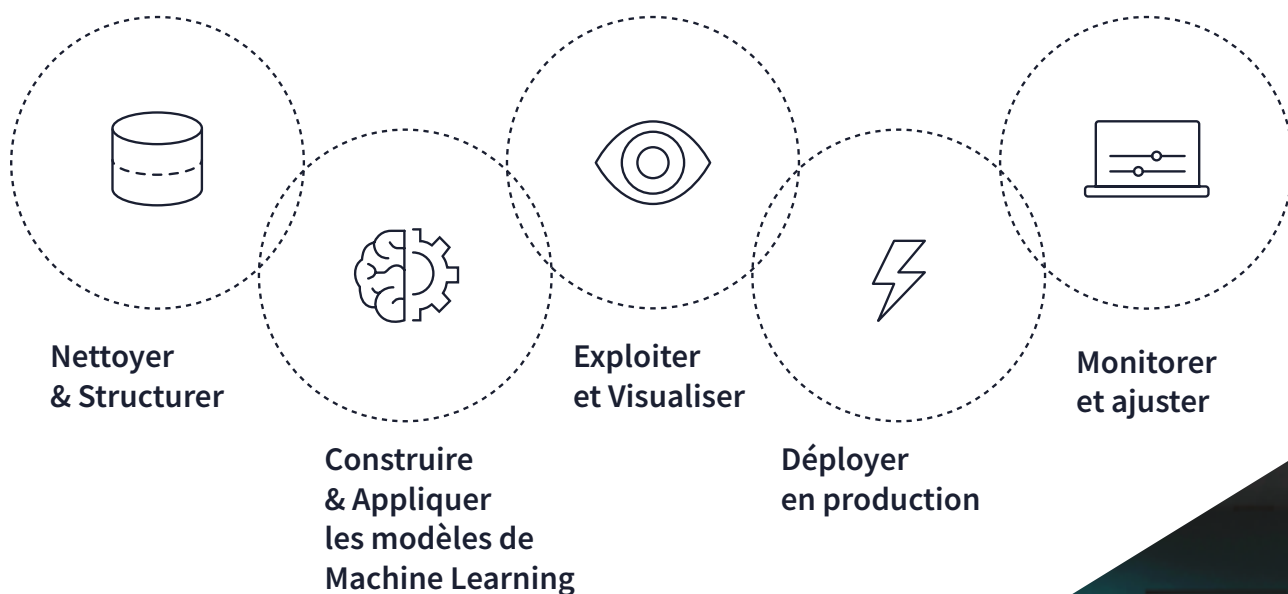 Nettoyer
& Structurer
Construire
& Appliquer
les modèles de
Machine Learning
Exploiter
et Visualiser
Déployer
en production
Monitorer
et ajuster